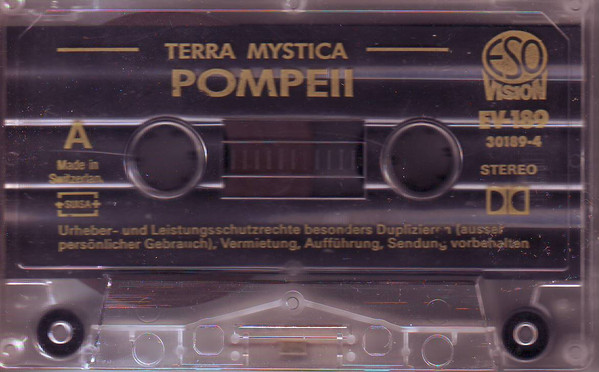 TERRA MYSTICA
POMPEII
ESO
VISION
EV-189
30189-4
A
Made in
Switzerlan
STEREO
SUISA
Urheber- und Leistungsschutzrechte besonders Duplizieren (ausser
persönlicher Gebrauch), Vermietung, Aufführung, Sendung vorbehalten